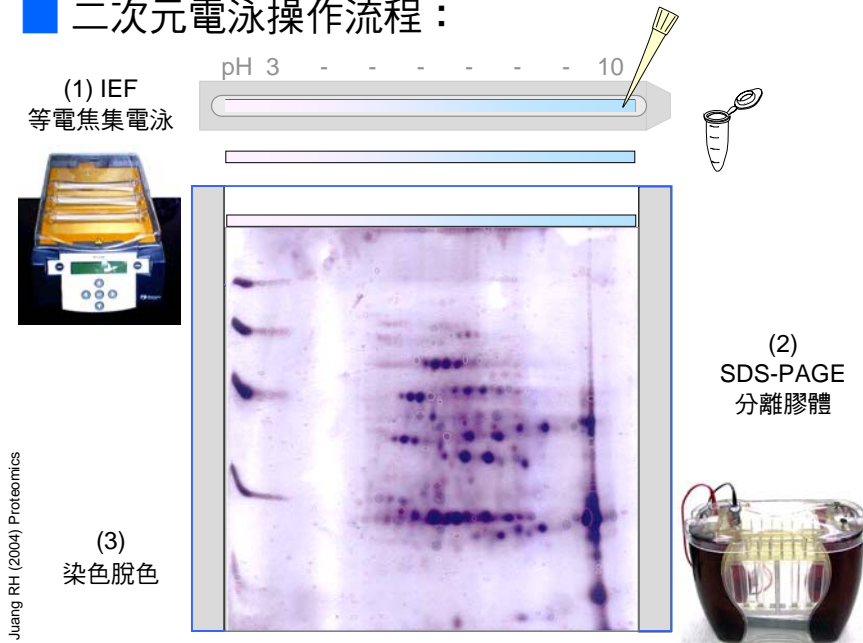 二次元電泳操作流程：
pH 3 - - - - - - 10
(1) IEF
等電焦集電泳
(2)
SDS-PAGE
分離膠體
(3)
染色脫色
Juang RH (2004) Proteomics